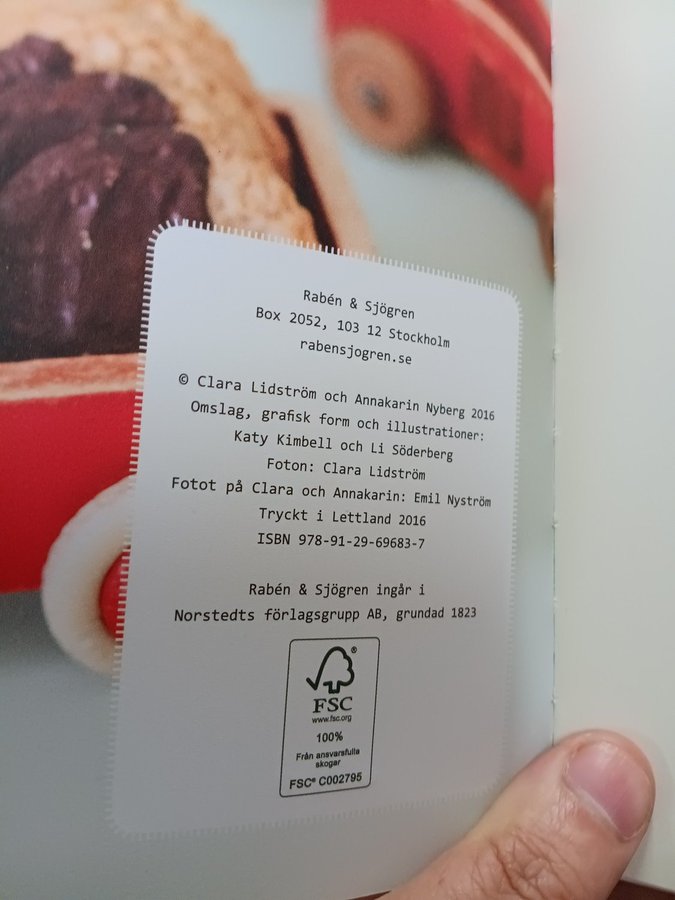 Rabén & Sjögren
Box 2052, 103 12 Stockholm
rabensjogren.se
© Clara Lidström och Annakarin Nyberg 2016
Omslag, grafisk form och illustrationer:
Katy Kimbell och Li Söderberg
Foton: Clara Lidström
Fotot på Clara och Annakarin: Emil Nyström
Tryckt i Lettland 2016
ISBN 978-91-29-69683-7
Rabén & Sjögren ingår i
Norstedts förlagsgrupp AB, grundad 1823
®
FSC
www.fsc.org
100%
Från ansvarsfulla
skogar
FSC® C002795